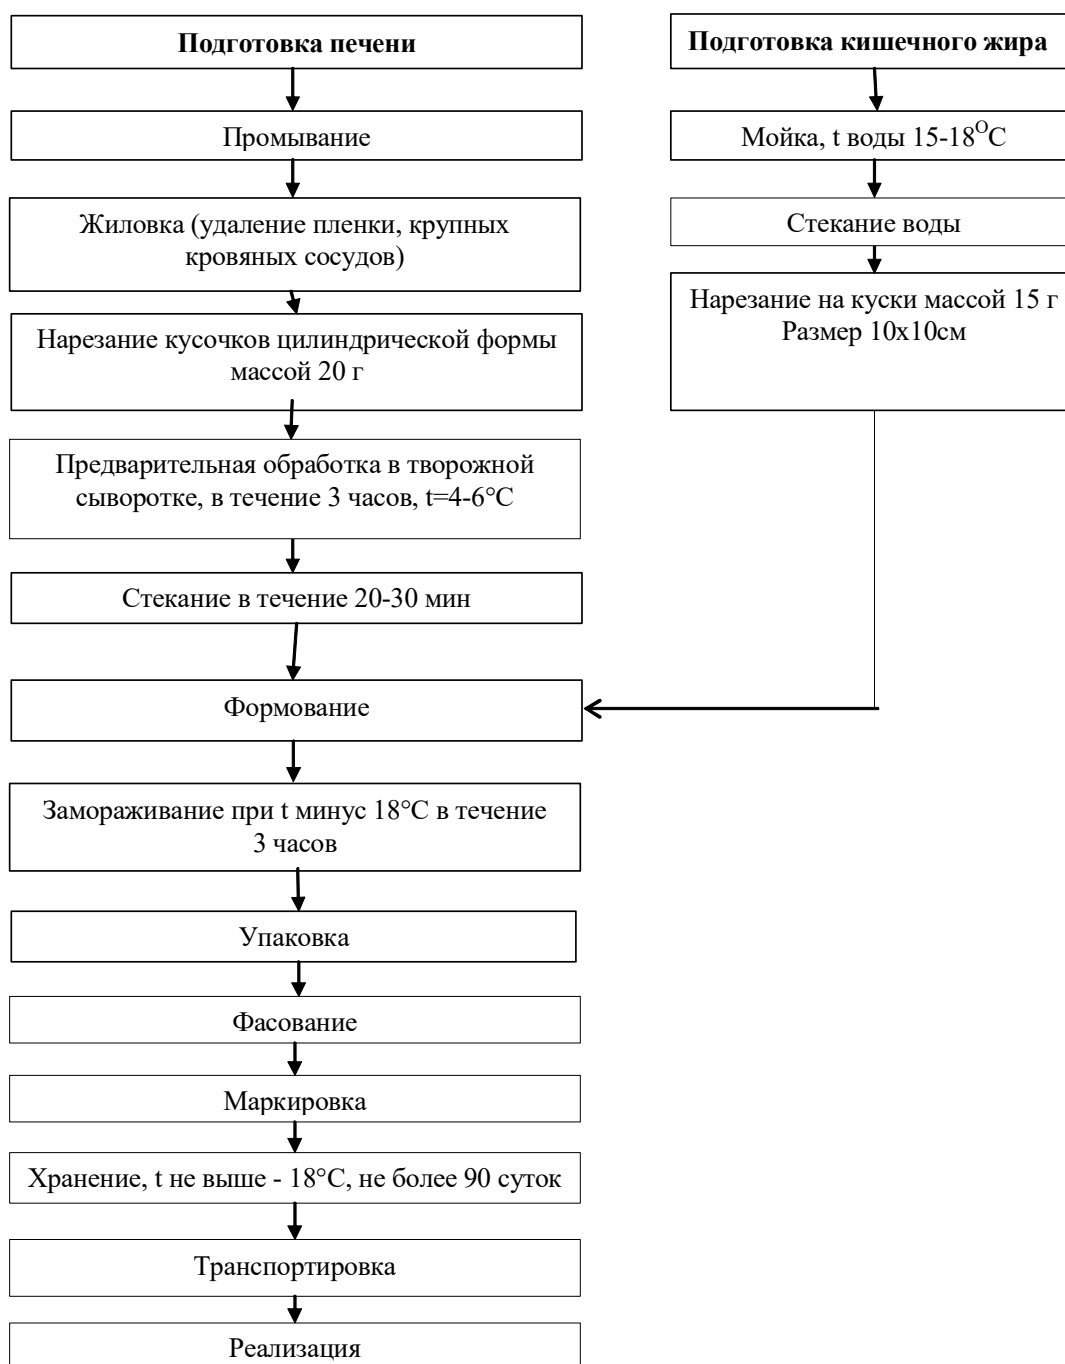 Подготовка печени
Промывание
Жиловка (удаление пленки, крупных
кровяных сосудов)
Нарезание кусочков цилиндрической формы
массой 20 г
Предварительная обработка в творожной
сыворотке, в течение 3 часов, t=4-6°С
Стекание в течение 20-30 мин
Подготовка кишечного жира
Мойка, t воды 15-18ОС
Стекание воды
Нарезание на куски массой 15 г
Размер 10х10см
Формование
Замораживание при t минус 18°С в течение
3 часов
Упаковка
Фасование
Маркировка
Хранение, t не выше - 18°С, не более 90 суток
Транспортировка
Реализация